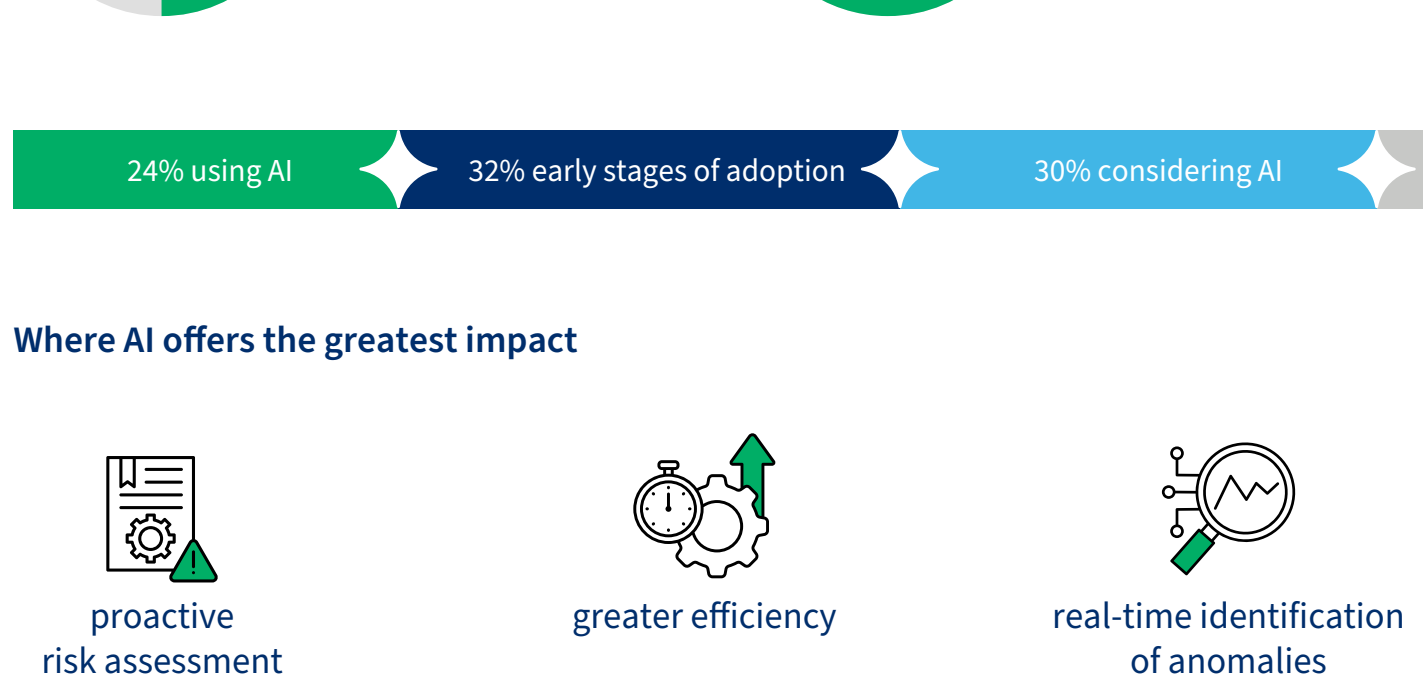 24% using AI
32% early stages of adoption
30% considering AI
Where AI offers the greatest impact
proactive
risk assessment
greater efficiency
real-time identification
of anomalies